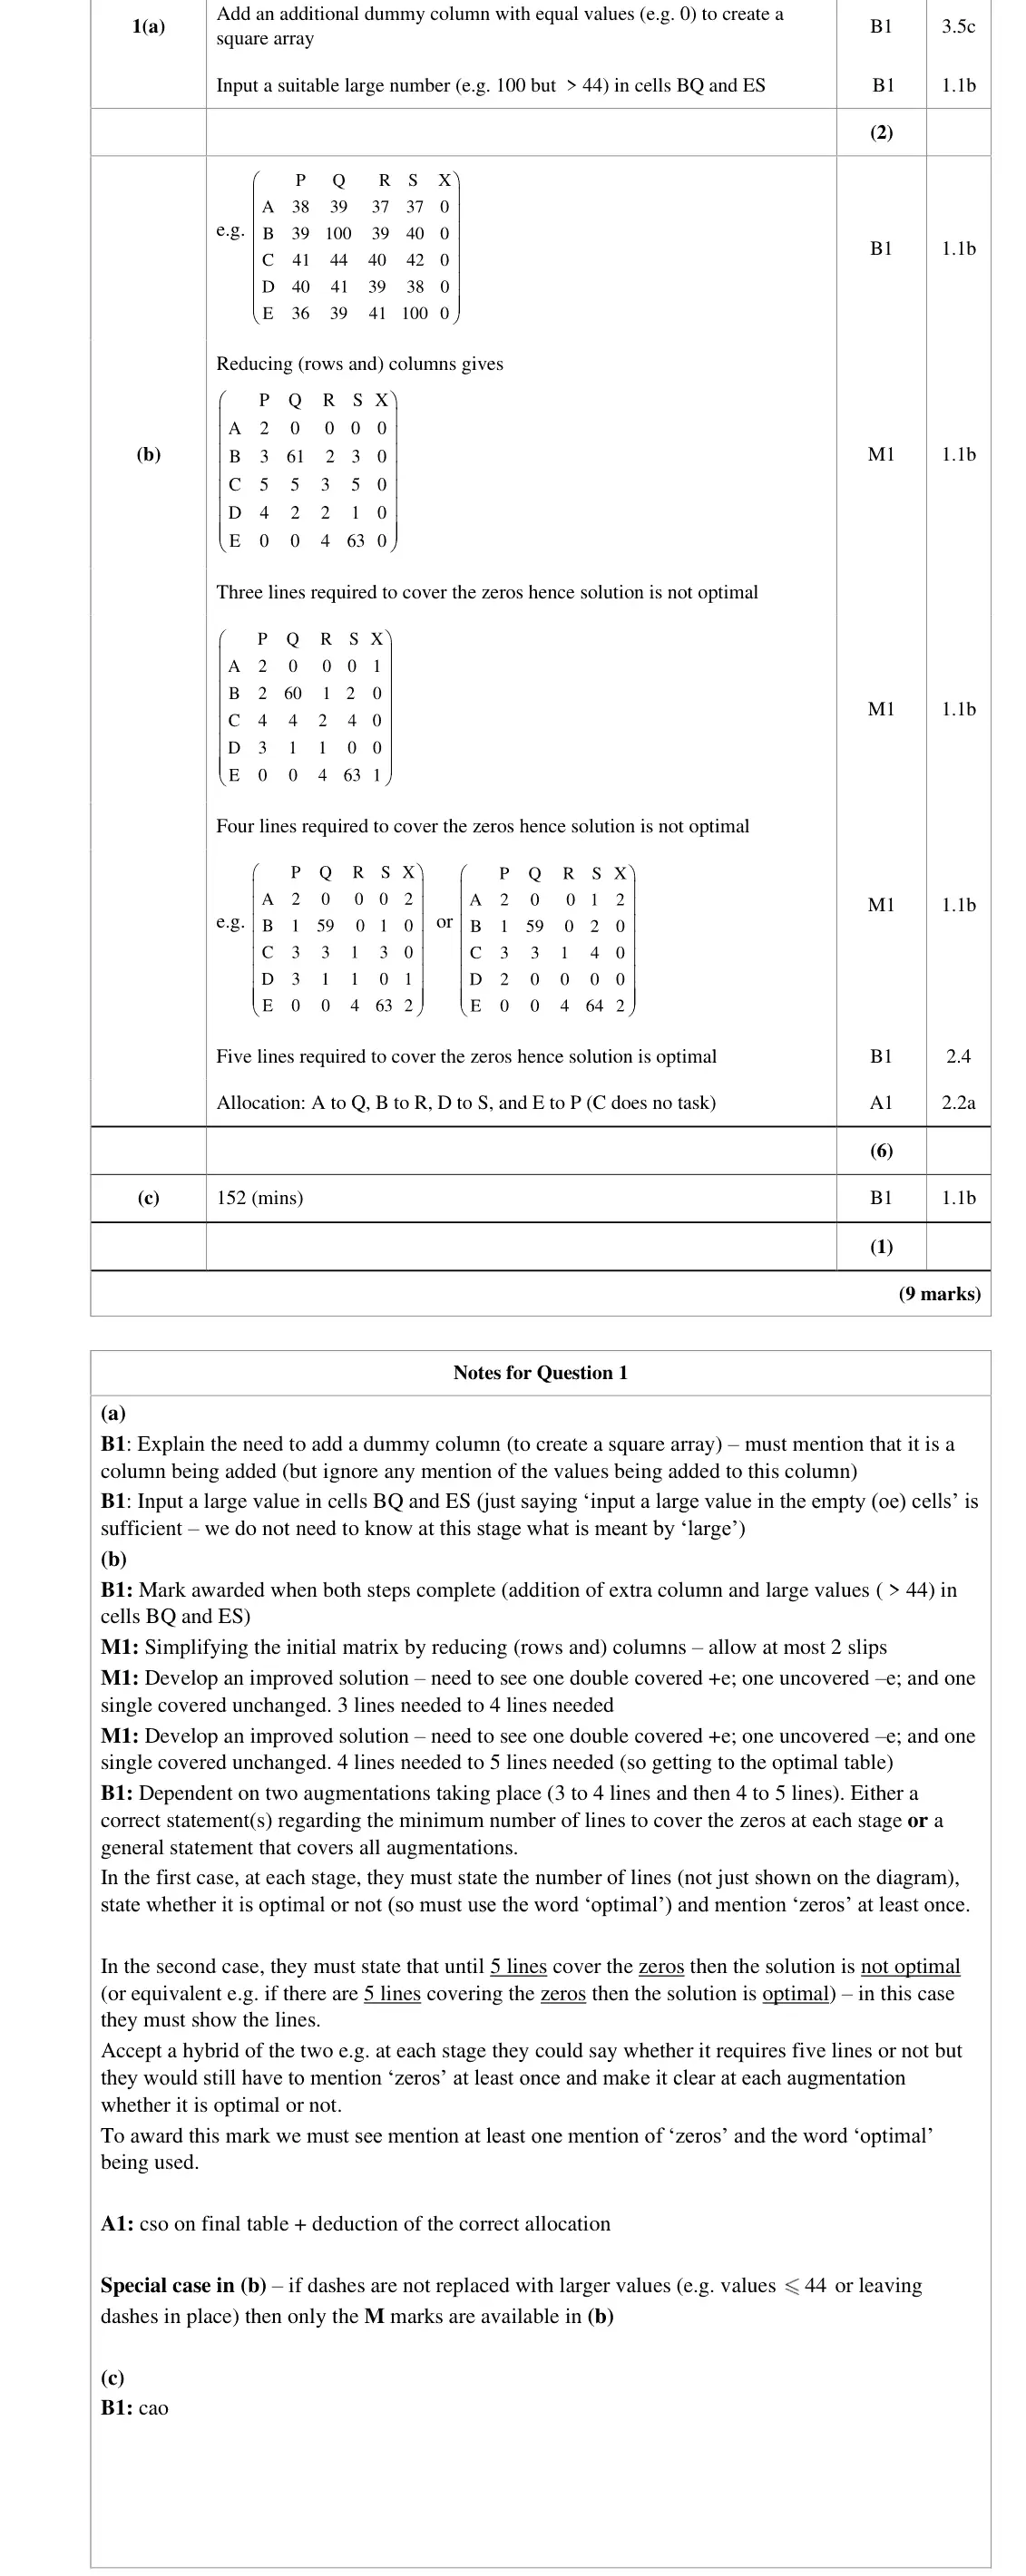 1(a)
Add an additional dummy column with equal values (e.g. 0) to create a
square array
B1
3.5c
Input a suitable large number (e.g. 100 but > 44) in cells BQ and ES
B1
1.1b
(2)
(b)
e.g.
P Q R S X
A 38 39 37 37 0
B 39 100 39 40 0
C 41 44 40 42 0
D 40 41 39 38 0
E 36 39 41 100 0
B1
1.1b
Reducing (rows and) columns gives
P Q R S X
A 2 0 0 0 0
B 3 61 2 3 0
C 5 5 3 5 0
D 4 2 2 1 0
E 0 0 4 63 0
M1
1.1b
Three lines required to cover the zeros hence solution is not optimal
P Q R S X
A 2 0 0 0 1
B 2 60 1 2 0
C 4 4 2 4 0
D 3 1 1 0 0
E 0 0 4 63 1
M1
1.1b
Four lines required to cover the zeros hence solution is not optimal
e.g.
P Q R S X
A 2 0 0 0 2
B 1 59 0 1 0
C 3 3 1 3 0
D 3 1 1 0 1
E 0 0 4 63 2
or
P Q R S X
A 2 0 0 1 2
B 1 59 0 2 0
C 3 3 1 4 0
D 2 0 0 0 0
E 0 0 4 64 2
M1
1.1b
Five lines required to cover the zeros hence solution is optimal
B1
2.4
Allocation: A to Q, B to R, D to S, and E to P (C does no task)
A1
2.2a
(6)
(c)
152 (mins)
B1
1.1b
(1)
(9 marks)
Notes for Question 1
(a)
B1: Explain the need to add a dummy column (to create a square array) – must mention that it is a
column being added (but ignore any mention of the values being added to this column)
B1: Input a large value in cells BQ and ES (just saying ‘input a large value in the empty (oe) cells’ is
sufficient – we do not need to know at this stage what is meant by ‘large’)
(b)
B1: Mark awarded when both steps complete (addition of extra column and large values ( > 44) in
cells BQ and ES)
M1: Simplifying the initial matrix by reducing (rows and) columns – allow at most 2 slips
M1: Develop an improved solution – need to see one double covered +e; one uncovered –e; and one
single covered unchanged. 3 lines needed to 4 lines needed
M1: Develop an improved solution – need to see one double covered +e; one uncovered –e; and one
single covered unchanged. 4 lines needed to 5 lines needed (so getting to the optimal table)
B1: Dependent on two augmentations taking place (3 to 4 lines and then 4 to 5 lines). Either a
correct statement(s) regarding the minimum number of lines to cover the zeros at each stage or a
general statement that covers all augmentations.
In the first case, at each stage, they must state the number of lines (not just shown on the diagram),
state whether it is optimal or not (so must use the word ‘optimal’) and mention ‘zeros’ at least once.
In the second case, they must state that until 5 lines cover the zeros then the solution is not optimal
(or equivalent e.g. if there are 5 lines covering the zeros then the solution is optimal) – in this case
they must show the lines.
Accept a hybrid of the two e.g. at each stage they could say whether it requires five lines or not but
they would still have to mention ‘zeros’ at least once and make it clear at each augmentation
whether it is optimal or not.
To award this mark we must see mention at least one mention of ‘zeros’ and the word ‘optimal’
being used.
A1: cso on final table + deduction of the correct allocation
Special case in (b) – if dashes are not replaced with larger values (e.g. values ⩽ 44 or leaving
dashes in place) then only the M marks are available in (b)
(c)
B1: cao